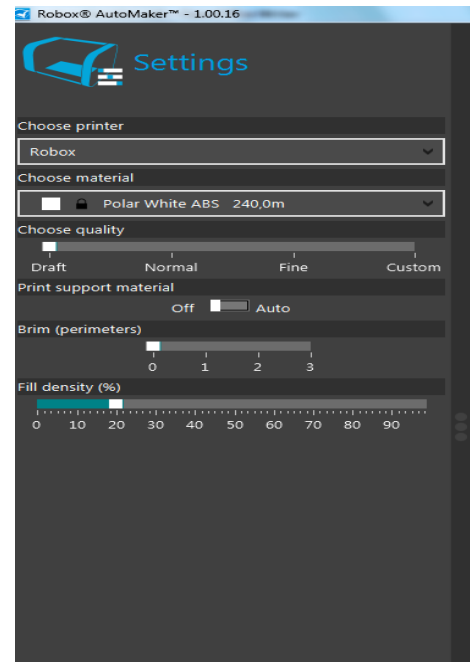 Robox® AutoMaker™ - 1.00.16
Settings
Choose printer
Robox
Choose material
Polar White ABS 240,0m
Choose quality
Draft Normal Fine Custom
Print support material
Off Auto
Brim (perimeters)
0 1 2 3
Fill density (%)
0 10 20 30 40 50 60 70 80 90